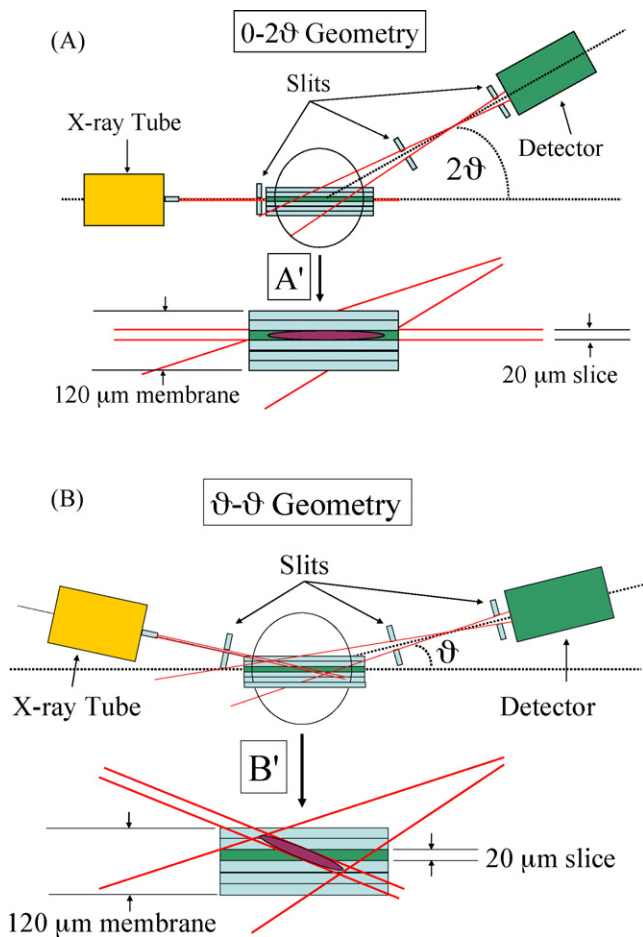 (A)
0-2ϑ Geometry
Slits
X-ray Tube
Detector
2ϑ
A'
120 μm membrane
20 μm slice
(B)
ϑ-ϑ Geometry
Slits
ϑ
X-ray Tube
Detector
B'
20 μm slice
120 μm membrane